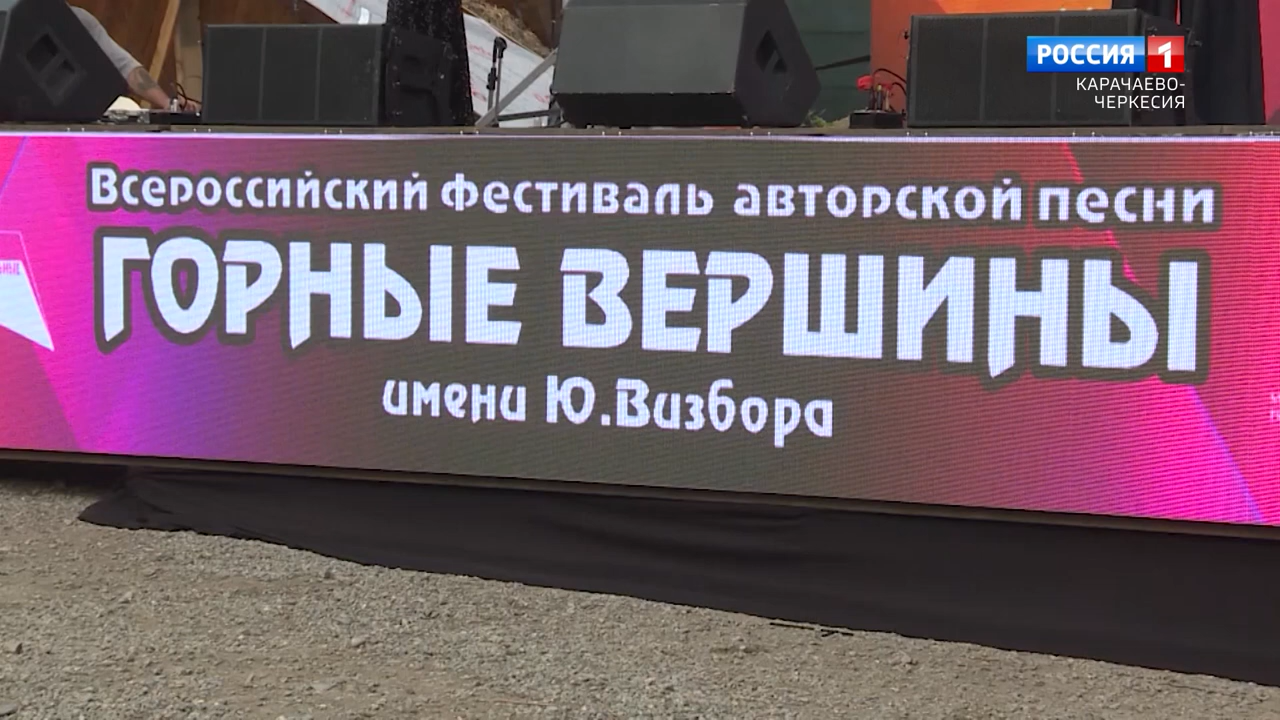 РОССИЯ 1
КАРАЧАЕВО-
ЧЕРКЕСИЯ
Всероссийский фестиваль авторской песни
ГОРНЫЕ ВЕРШИНЫ
имени Ю.Визбора